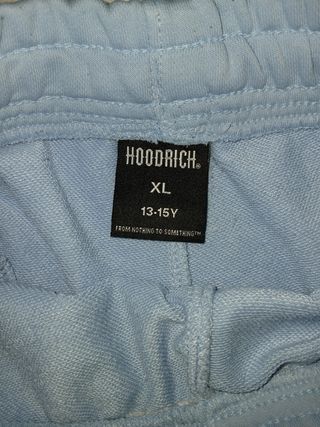 HOODRICH®
XL
13-15Y
FROM NOTHING TO SOMETHING™